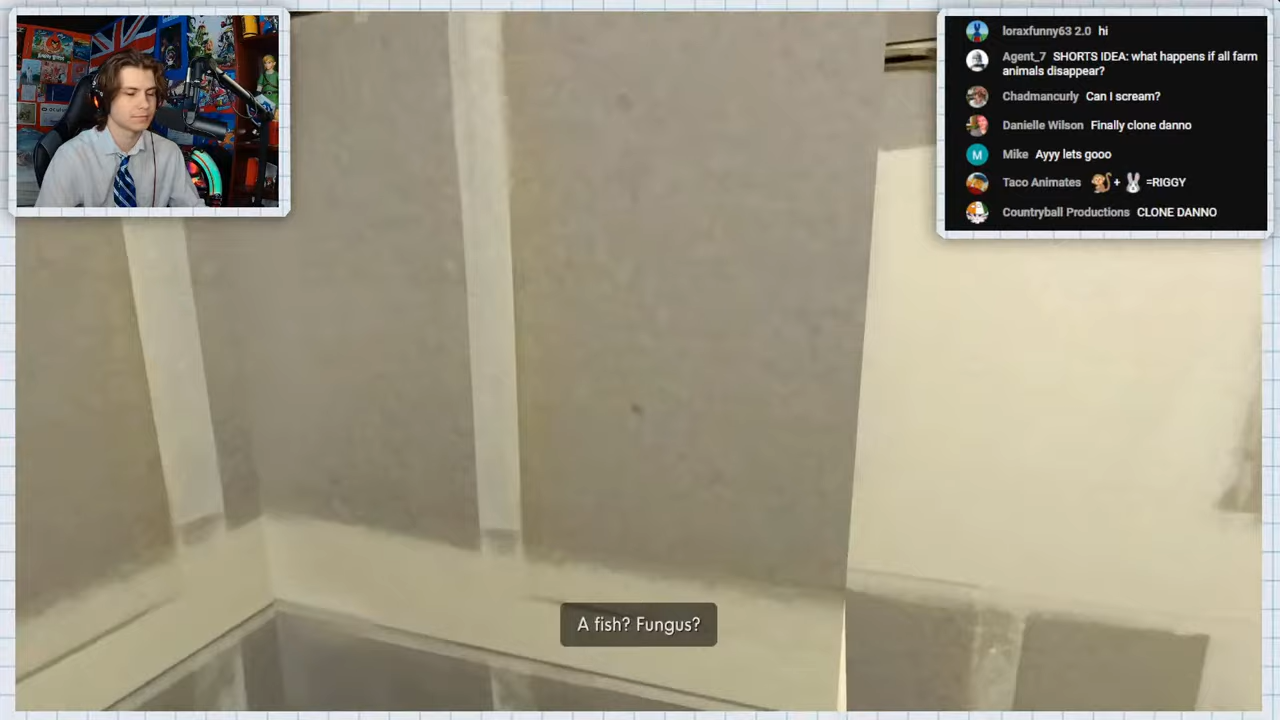 loraxfunny63 2.0 hi
Agent_7 SHORTS IDEA: what happens if all farm
animals disappear?
Chadmancurly Can I scream?
Danielle Wilson Finally clone danno
M Mike Ayyy lets gooo
Taco Animates 🐒 + 🐰 =RIGGY
Countryball Productions CLONE DANNO
A fish? Fungus?